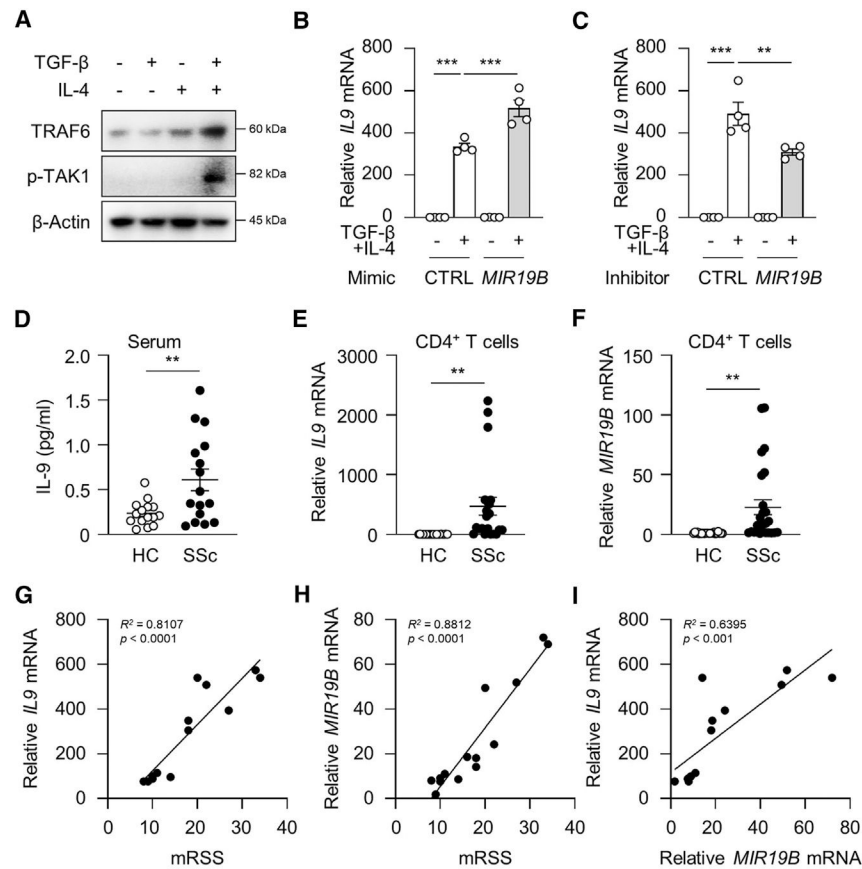 A
TGF-β - + - +
IL-4 - - + +
TRAF6
60 kDa
p-TAK1
82 kDa
β-Actin
45 kDa
B
Relative IL9 mRNA
800
600
400
200
0
*** ***
TGF-β
+IL-4
- + - +
Mimic CTRL MIR19B
C
Relative IL9 mRNA
800
600
400
200
0
*** **
TGF-β
+IL-4
- + - +
Inhibitor CTRL MIR19B
D
Serum
**
IL-9 (pg/ml)
2.0
1.5
1.0
0.5
0
HC SSc
E
CD4+ T cells
**
Relative IL9 mRNA
3000
2000
1000
0
HC SSc
F
CD4+ T cells
**
Relative MIR19B mRNA
150
100
50
0
HC SSc
G
R² = 0.8107
p < 0.0001
Relative IL9 mRNA
800
600
400
200
0
0 10 20 30 40
mRSS
H
R² = 0.8812
p < 0.0001
Relative MIR19B mRNA
80
60
40
20
0
0 10 20 30 40
mRSS
I
R² = 0.6395
p < 0.001
Relative IL9 mRNA
800
600
400
200
0
0 20 40 60 80
Relative MIR19B mRNA